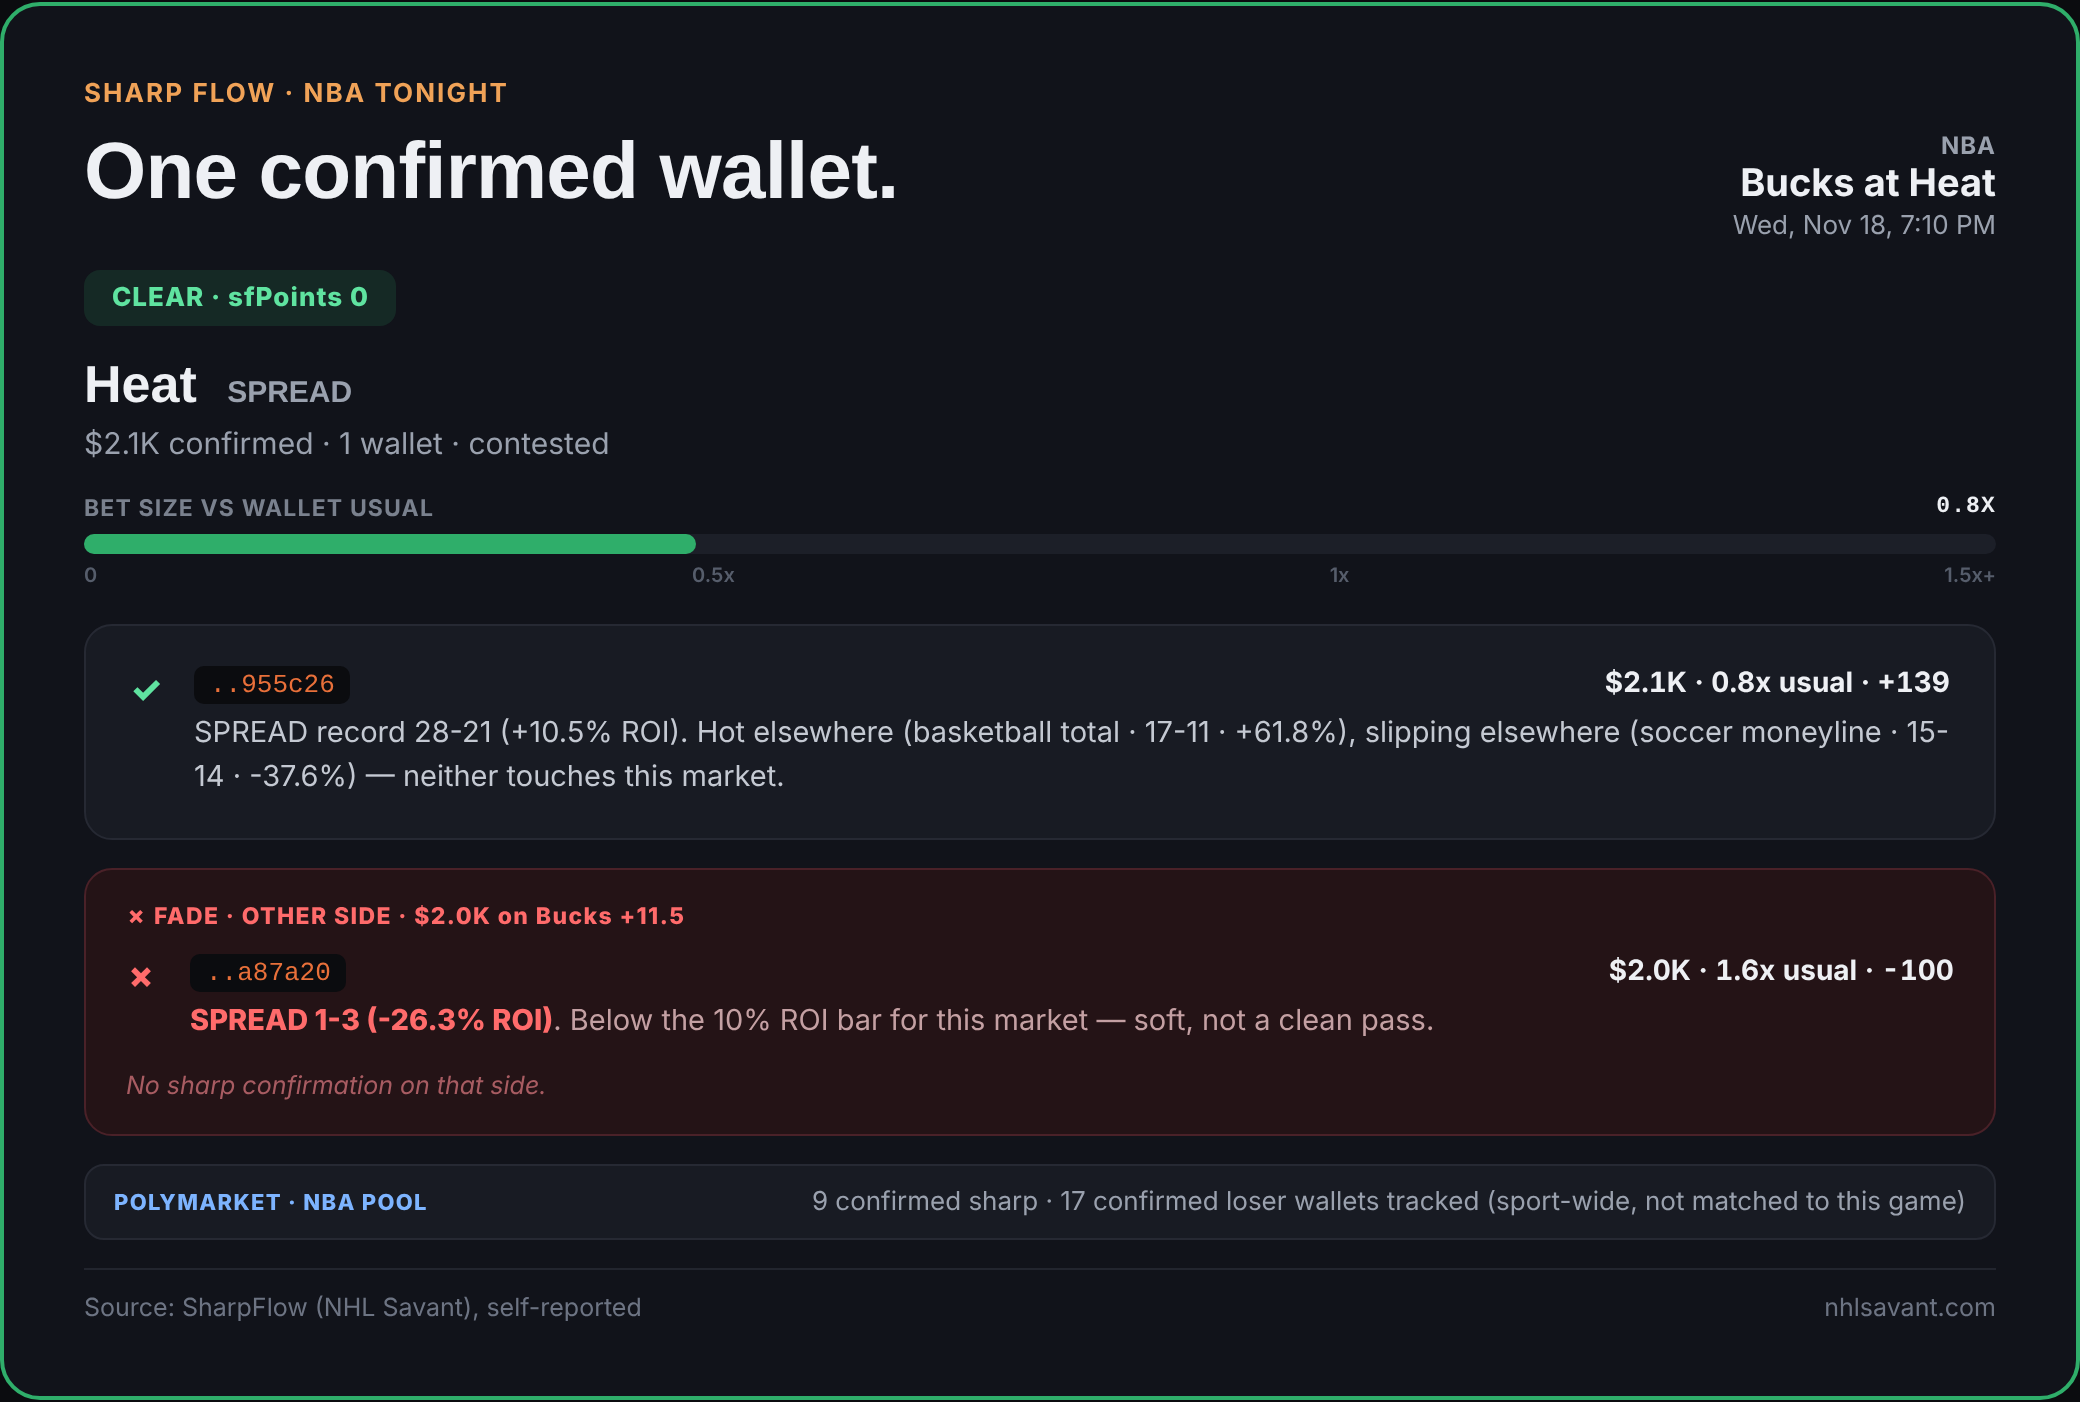 SHARP FLOW · NBA TONIGHT
One confirmed wallet.
NBA
Bucks at Heat
Wed, Nov 18, 7:10 PM
CLEAR · sfPoints 0
Heat SPREAD
$2.1K confirmed · 1 wallet · contested
BET SIZE VS WALLET USUAL 0.8X
0 0.5x 1x 1.5x+
✓ ..955c26 $2.1K · 0.8x usual · +139
SPREAD record 28-21 (+10.5% ROI). Hot elsewhere (basketball total · 17-11 · +61.8%), slipping elsewhere (soccer moneyline · 15-
14 · -37.6%) — neither touches this market.
× FADE · OTHER SIDE · $2.0K on Bucks +11.5
× ..a87a20 $2.0K · 1.6x usual · -100
SPREAD 1-3 (-26.3% ROI). Below the 10% ROI bar for this market — soft, not a clean pass.
No sharp confirmation on that side.
POLYMARKET · NBA POOL 9 confirmed sharp · 17 confirmed loser wallets tracked (sport-wide, not matched to this game)
Source: SharpFlow (NHL Savant), self-reported nhlsavant.com